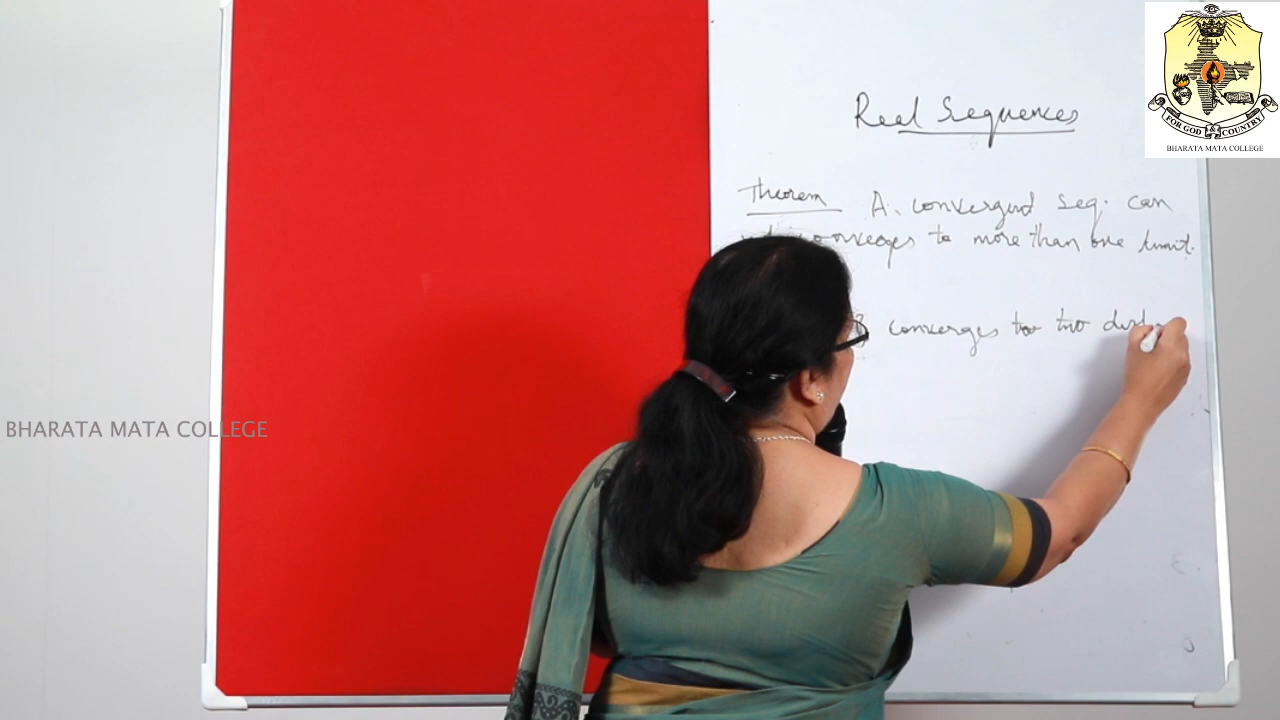 Real Sequences
Theorem A convergent seq. can
converges to more than one limit.
converges to two dist
FOR GOD & COUNTRY
BHARATA MATA COLLEGE
BHARATA MATA COLLEGE